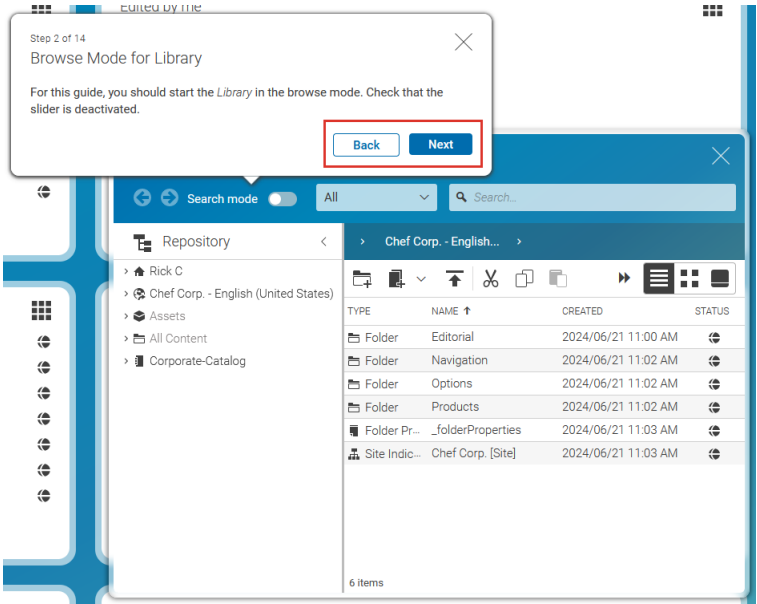 Edited by me
Step 2 of 14
Browse Mode for Library
For this guide, you should start the Library in the browse mode. Check that the
slider is deactivated.
Back
Next
Search mode
All
Search...
Repository
Chef Corp. - English...
Rick C
Chef Corp. - English (United States)
Assets
All Content
Corporate-Catalog
TYPE NAME CREATED STATUS
Folder Editorial 2024/06/21 11:00 AM
Folder Navigation 2024/06/21 11:02 AM
Folder Options 2024/06/21 11:02 AM
Folder Products 2024/06/21 11:02 AM
Folder Pr... _folderProperties 2024/06/21 11:03 AM
Site Indic... Chef Corp. [Site] 2024/06/21 11:03 AM
6 items